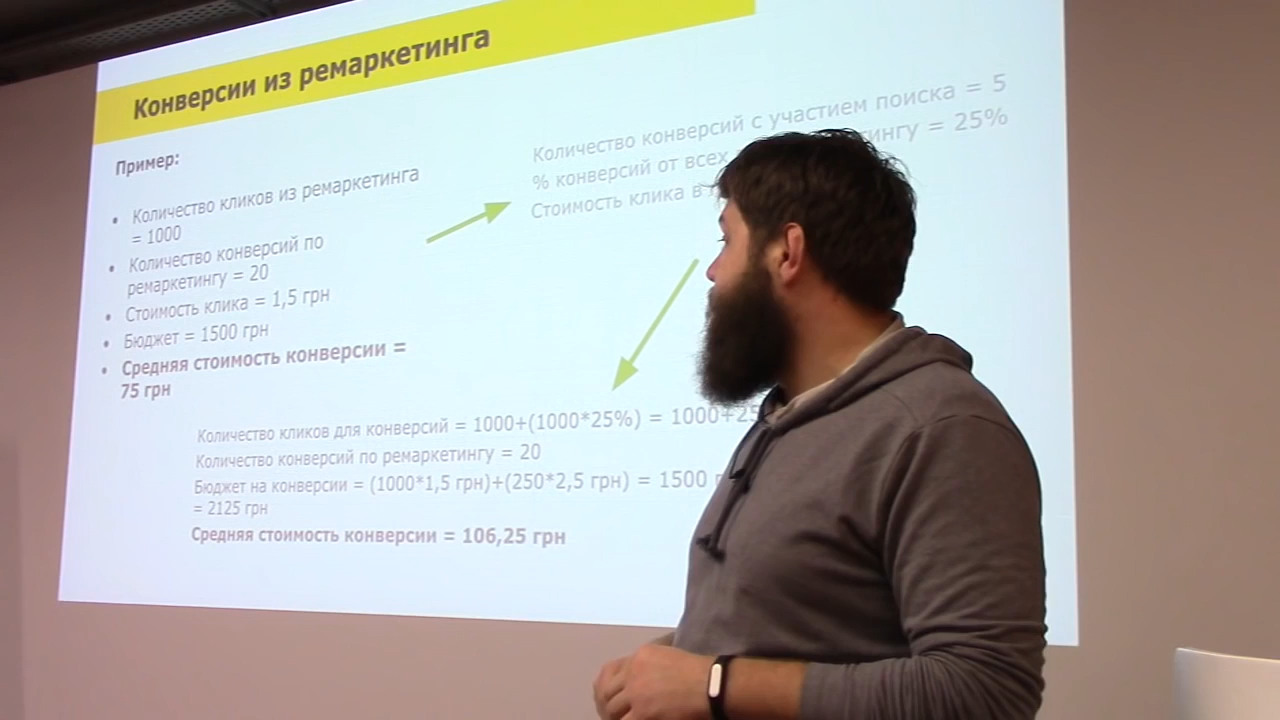 Конверсии из ремаркетинга
Пример:
• Количество кликов из ремаркетинга
= 1000
• Количество конверсий по
ремаркетингу = 20
• Стоимость клика = 1,5 грн
• Бюджет = 1500 грн
• Средняя стоимость конверсии =
75 грн
Количество конверсий с участием поиска = 5
% конверсий от всех = 25%
Стоимость клика в
Количество кликов для конверсий = 1000+(1000*25%) = 1000+25
Количество конверсий по ремаркетингу = 20
Бюджет на конверсии = (1000*1,5 грн)+(250*2,5 грн) = 1500
= 2125 грн
Средняя стоимость конверсии = 106,25 грн